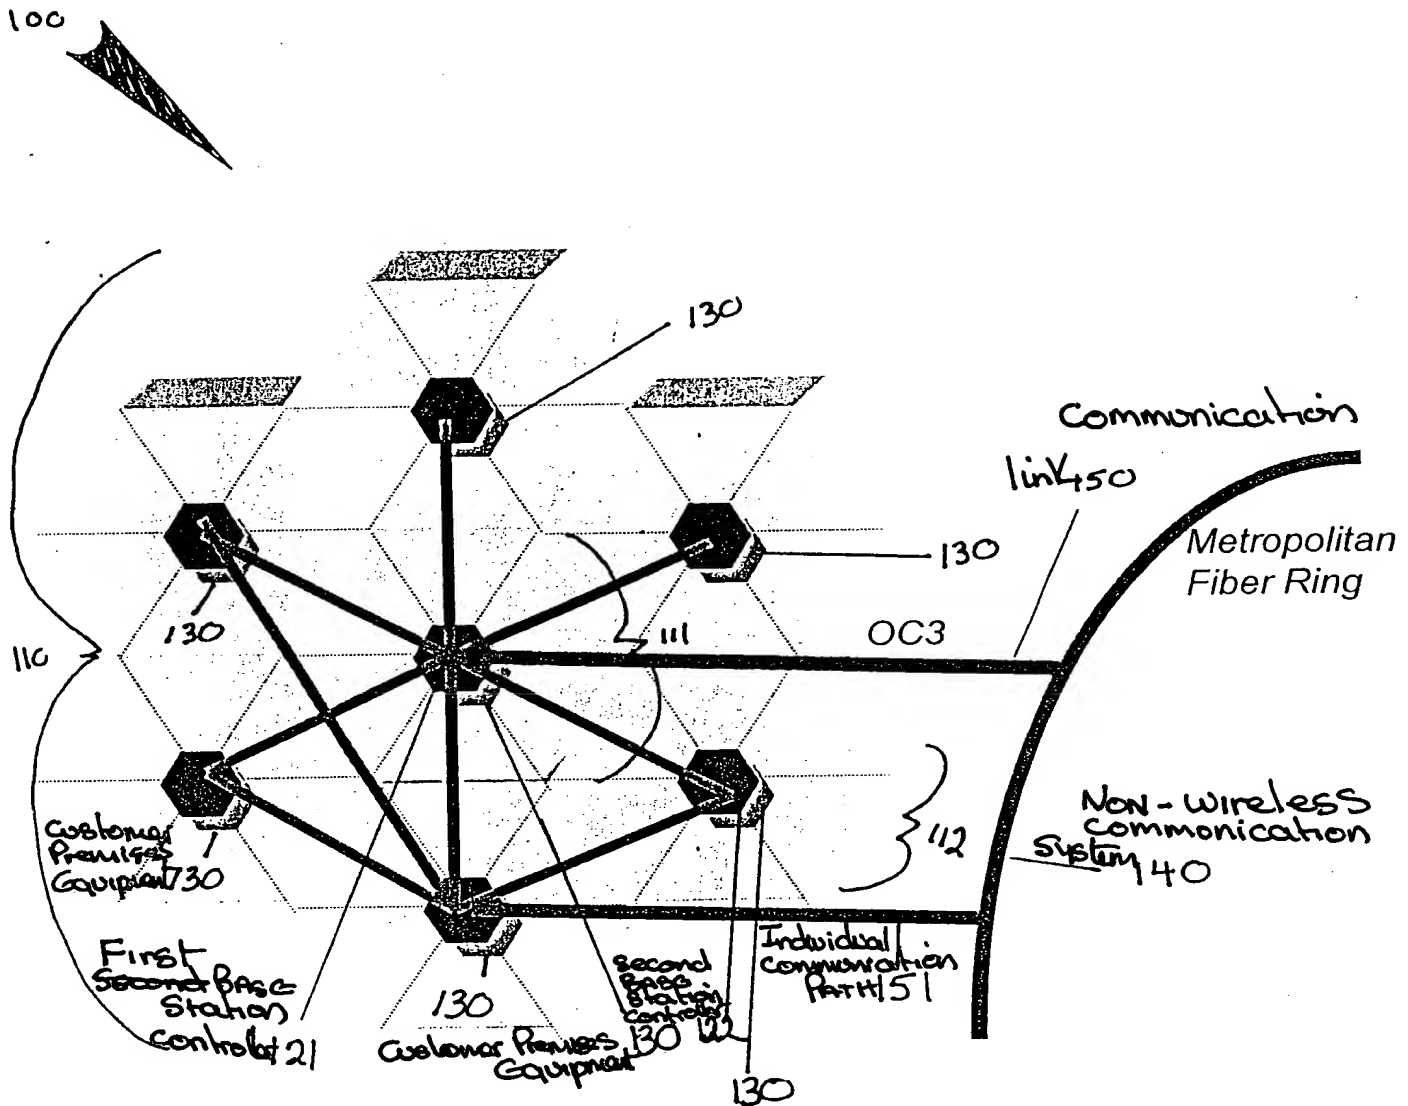 100
130
Communication
link 150
Metropolitan
Fiber Ring
130
130
111
OC3
110
Customer
Premises
Equipment 130
112
Non-wireless
communication
System 140
First
Second Base
Station
Controller 121
130
Customer Premises
Equipment
130
second
Base
Station
Controller
122
Individual
communication
PATH 151
130